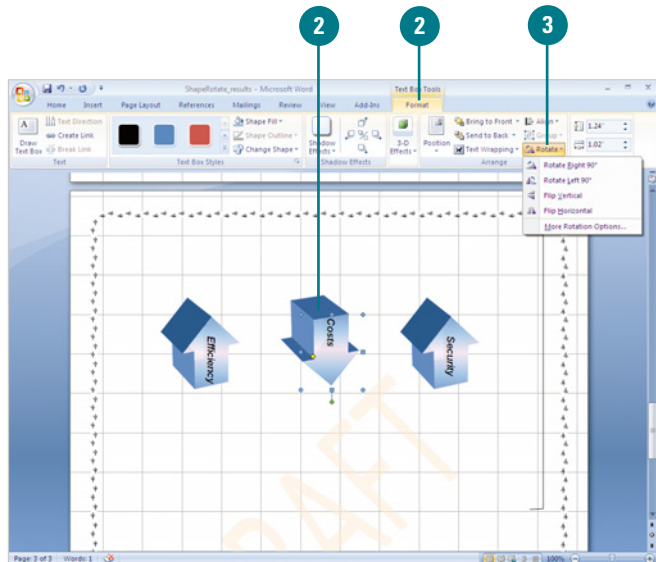 2 2 3
ShapeRotate_results - Microsoft Word Text Box Tools
Home Insert Page Layout References Mailings Review View Add-Ins Format
Draw Text Box
Text Direction
Create Link
Break Link
Text
Text Box Styles
Shape Fill
Shape Outline
Change Shape
Shadow Effects
Shadow Effects
3-D Effects
Position
Bring to Front
Send to Back
Text Wrapping
Align
Group
Rotate
Arrange
1.24"
1.02"
Rotate Right 90°
Rotate Left 90°
Flip Vertical
Flip Horizontal
More Rotation Options...
Efficiency
Costs
Security
DRAFT
Page: 3 of 3 Words: 1 100%